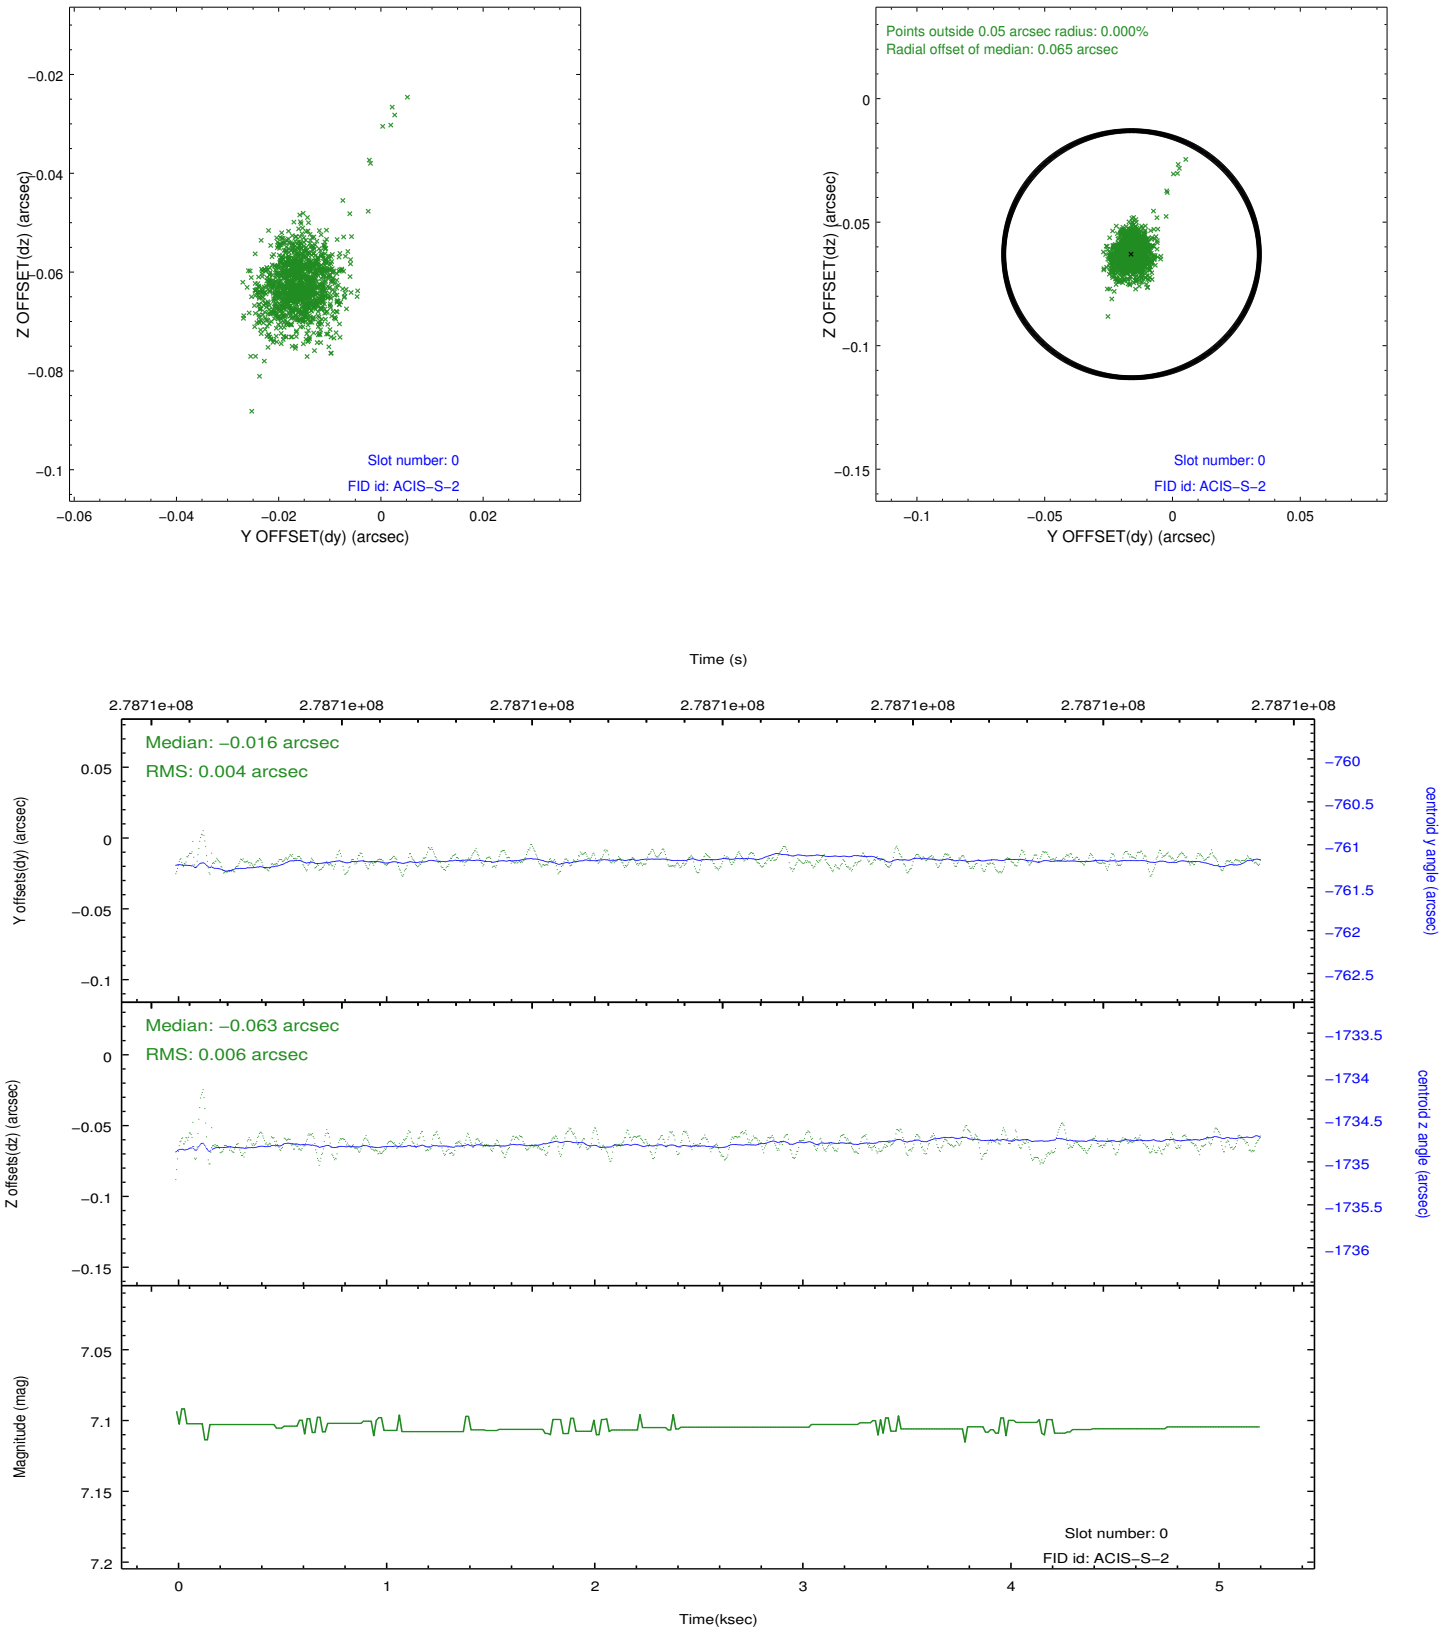 −0.02
−0.04
−0.06
−0.08
−0.1
Z OFFSET(dz) (arcsec)
Slot number: 0
FID id: ACIS−S−2
−0.06
−0.04
−0.02
0
0.02
Y OFFSET(dy) (arcsec)
Points outside 0.05 arcsec radius: 0.000%
Radial offset of median: 0.065 arcsec
0
−0.05
−0.1
−0.15
Z OFFSET(dz) (arcsec)
Slot number: 0
FID id: ACIS−S−2
−0.1
−0.05
0
0.05
Y OFFSET(dy) (arcsec)
Time (s)
2.7871e+08
2.7871e+08
2.7871e+08
2.7871e+08
2.7871e+08
2.7871e+08
2.7871e+08
Median: −0.016 arcsec
RMS: 0.004 arcsec
0.05
0
−0.05
−0.1
Y offsets(dy) (arcsec)
−760
−760.5
−761
−761.5
−762
−762.5
centroid y angle (arcsec)
Median: −0.063 arcsec
RMS: 0.006 arcsec
0
−0.05
−0.1
−0.15
Z offsets(dz) (arcsec)
−1733.5
−1734
−1734.5
−1735
−1735.5
−1736
centroid z angle (arcsec)
7.05
7.1
7.15
7.2
Magnitude (mag)
Slot number: 0
FID id: ACIS−S−2
0
1
2
3
4
5
Time(ksec)